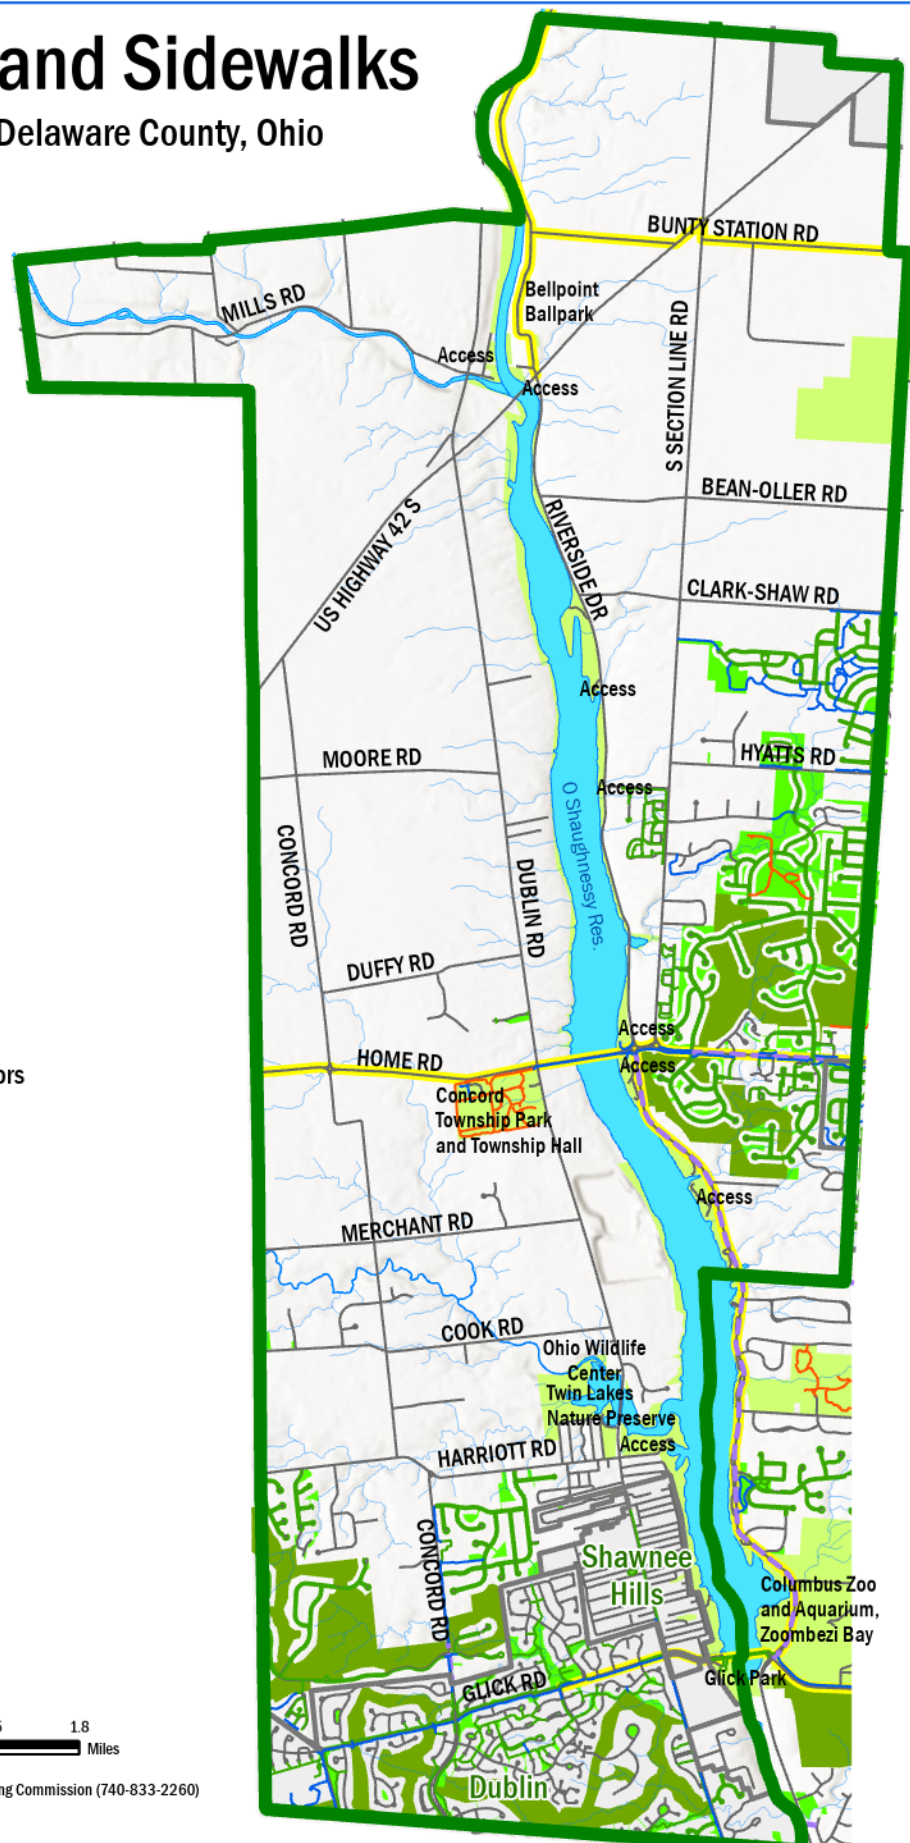 and Sidewalks
Delaware County, Ohio
BUNTY STATION RD
MILLS RD
Bellpoint
Ballpark
S SECTION LINE RD
Access
Access
BEAN-OLLER RD
US HIGHWAY 42 S
RIVERSIDE DR
CLARK-SHAW RD
Access
HYATTS RD
MOORE RD
Access
O Shaughnessy Res.
CONCORD RD
DUBLIN RD
DUFFY RD
Access
HOME RD
Access
ors
Concord
Township Park
and Township Hall
Access
MERCHANT RD
COOK RD
Ohio Wildlife
Center
Twin Lakes
Nature Preserve
Access
HARRIOTT RD
CONCORD RD
Shawnee
Hills
Columbus Zoo
and Aquarium,
Zoombezi Bay
Glick Park
GLICK RD
1.8
Miles
Dublin
ng Commission (740-833-2260)